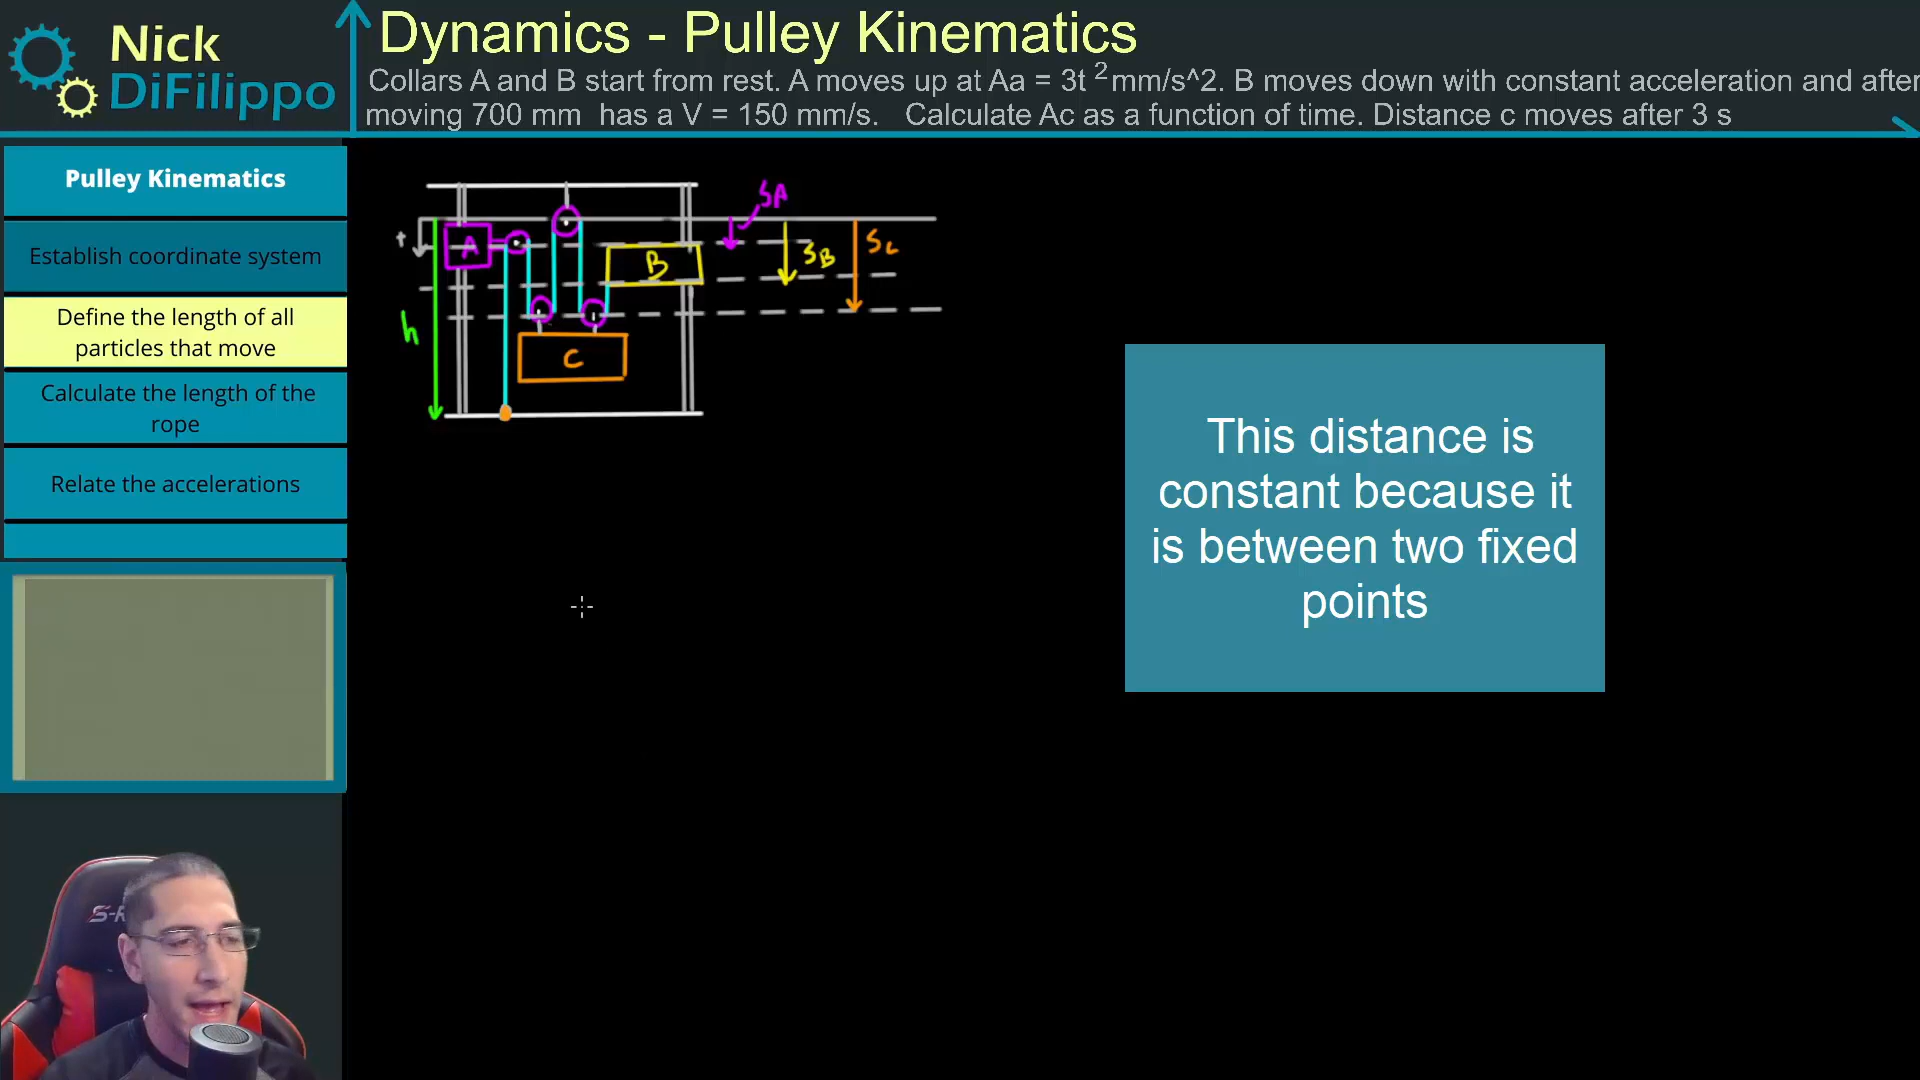 Nick
DiFilippo
Dynamics - Pulley Kinematics
Collars A and B start from rest. A moves up at Aa = 3t 2 mm/s^2. B moves down with constant acceleration and after
moving 700 mm has a V = 150 mm/s. Calculate Ac as a function of time. Distance c moves after 3 s
Pulley Kinematics
Establish coordinate system
Define the length of all
particles that move
Calculate the length of the
rope
Relate the accelerations
SA
+
A
B
SB
Sc
h
C
This distance is
constant because it
is between two fixed
points
S-R